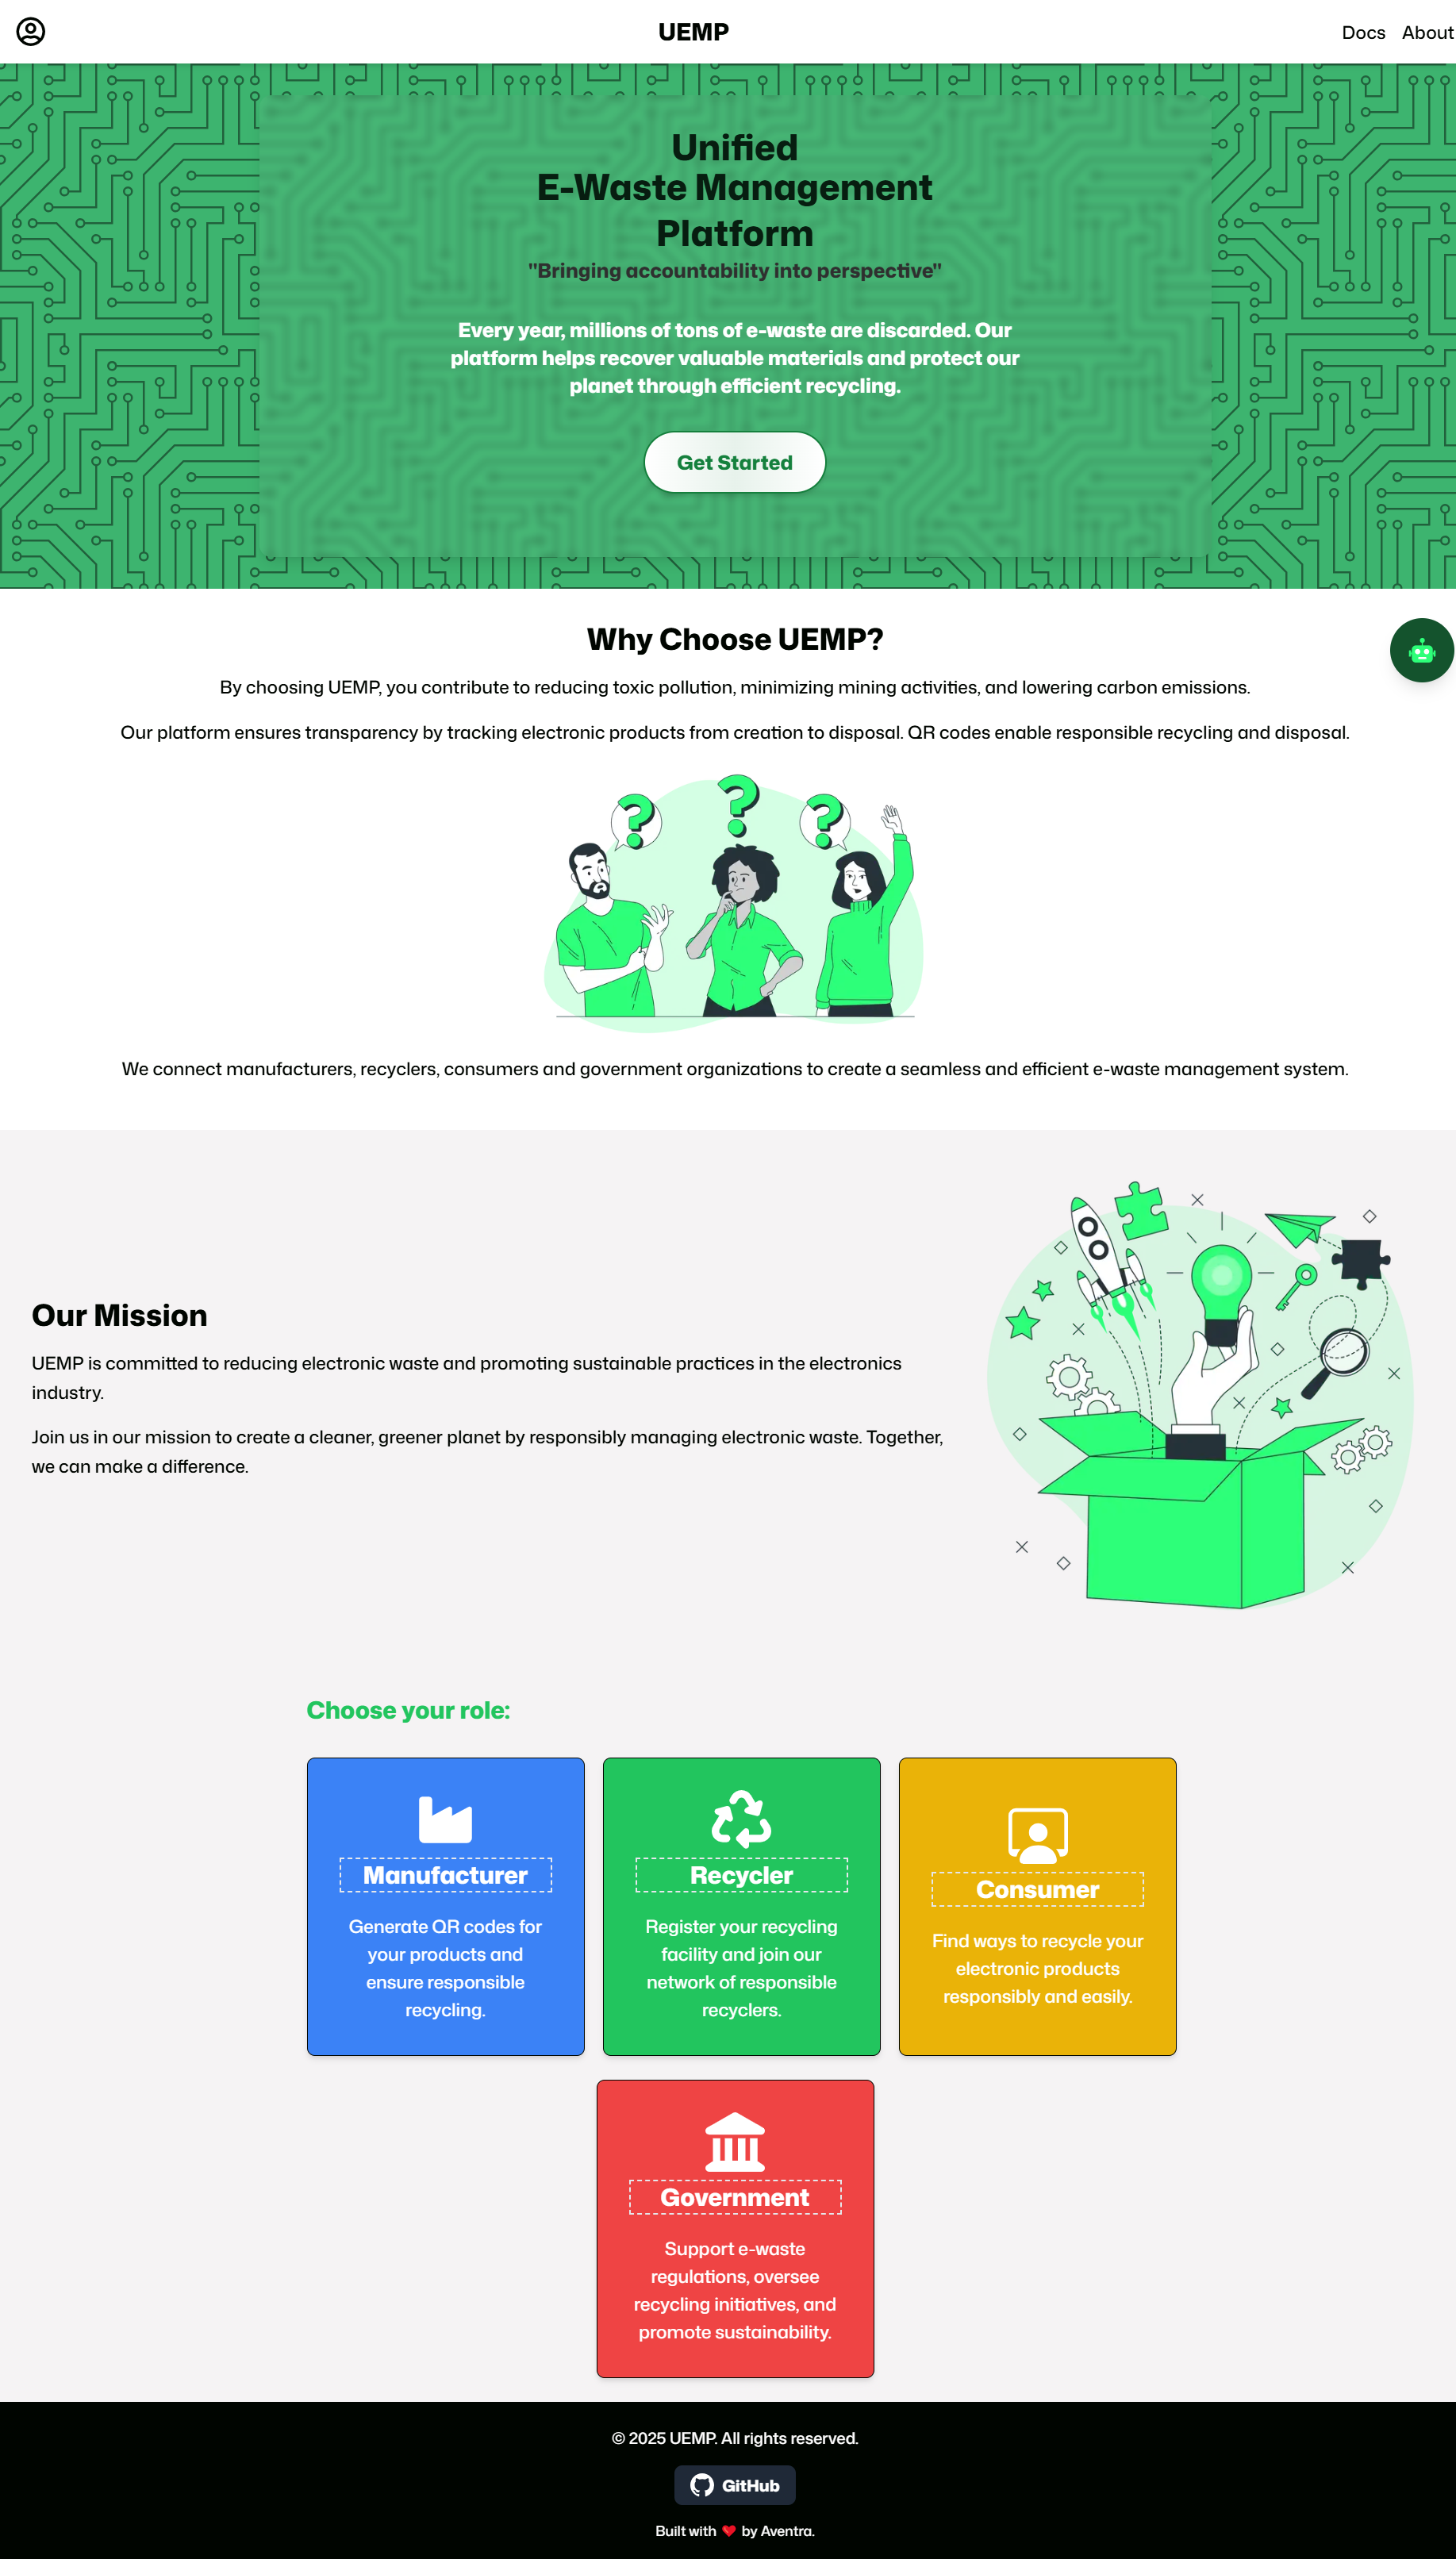 UEMP
Docs About
Unified
E-Waste Management
Platform
"Bringing accountability into perspective"
Every year, millions of tons of e-waste are discarded. Our
platform helps recover valuable materials and protect our
planet through efficient recycling.
Get Started
Why Choose UEMP?
By choosing UEMP, you contribute to reducing toxic pollution, minimizing mining activities, and lowering carbon emissions.
Our platform ensures transparency by tracking electronic products from creation to disposal. QR codes enable responsible recycling and disposal.
? ? ?
We connect manufacturers, recyclers, consumers and government organizations to create a seamless and efficient e-waste management system.
Our Mission
UEMP is committed to reducing electronic waste and promoting sustainable practices in the electronics
industry.
Join us in our mission to create a cleaner, greener planet by responsibly managing electronic waste. Together,
we can make a difference.
Choose your role:
Manufacturer
Generate QR codes for
your products and
ensure responsible
recycling.
Recycler
Register your recycling
facility and join our
network of responsible
recyclers.
Consumer
Find ways to recycle your
electronic products
responsibly and easily.
Government
Support e-waste
regulations, oversee
recycling initiatives, and
promote sustainability.
© 2025 UEMP. All rights reserved.
GitHub
Built with ❤ by Aventra.